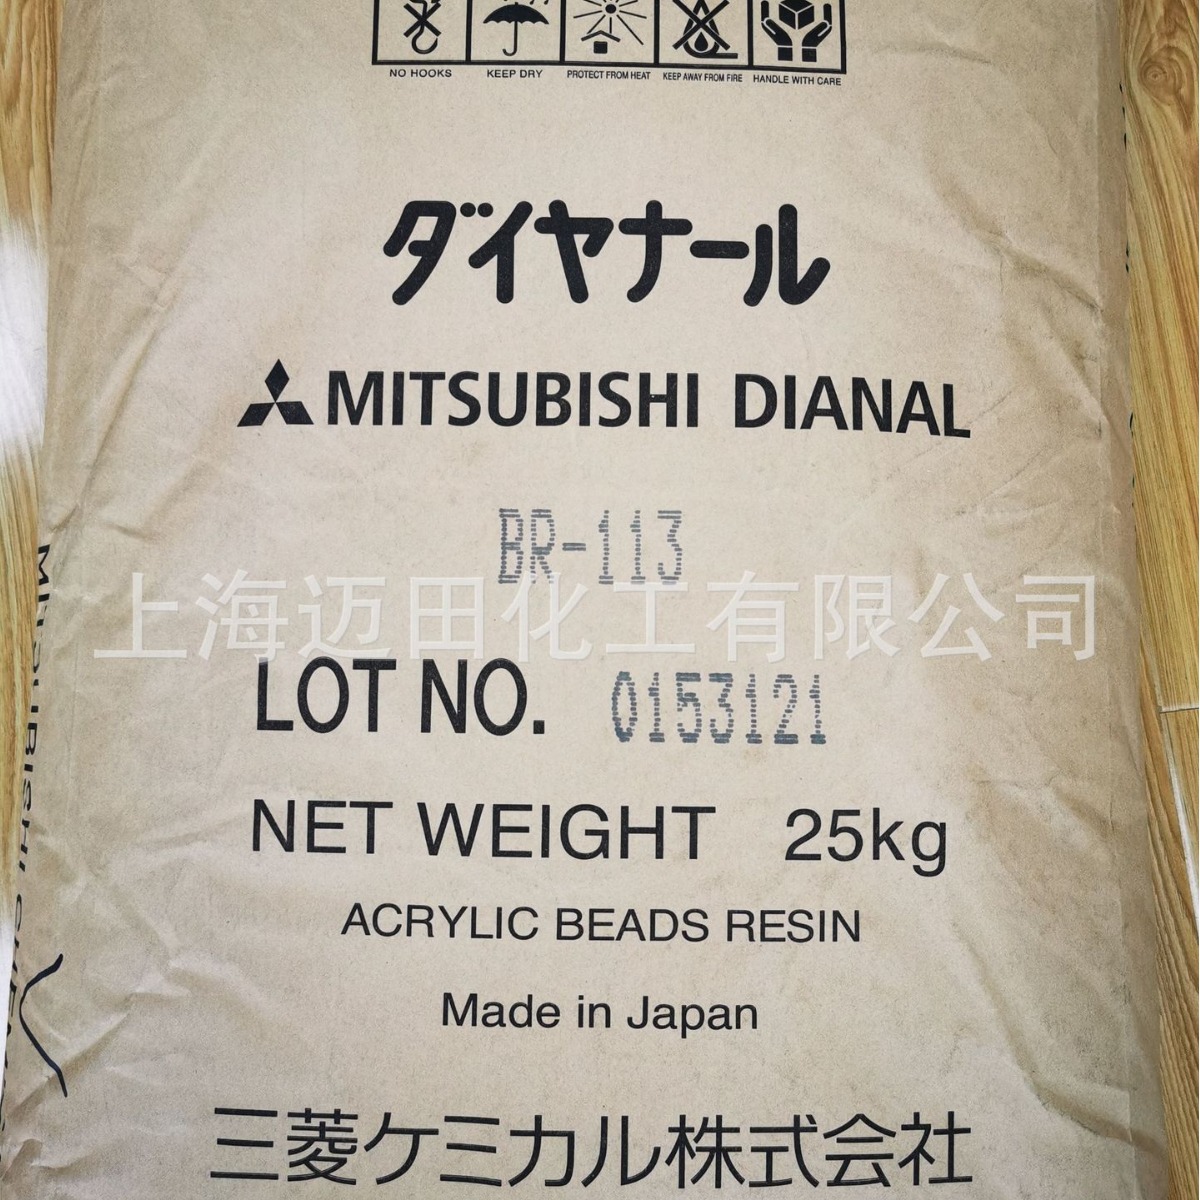 NO HOOKS KEEP DRY PROTECT FROM HEAT KEEP AWAY FROM FIRE HANDLE WITH CARE
ダイヤナール
MITSUBISHI DIANAL
BR-113
上海迈田化工有限公司
LOT NO. 0153121
NET WEIGHT 25kg
ACRYLIC BEADS RESIN
Made in Japan
三菱ケミカル株式会社